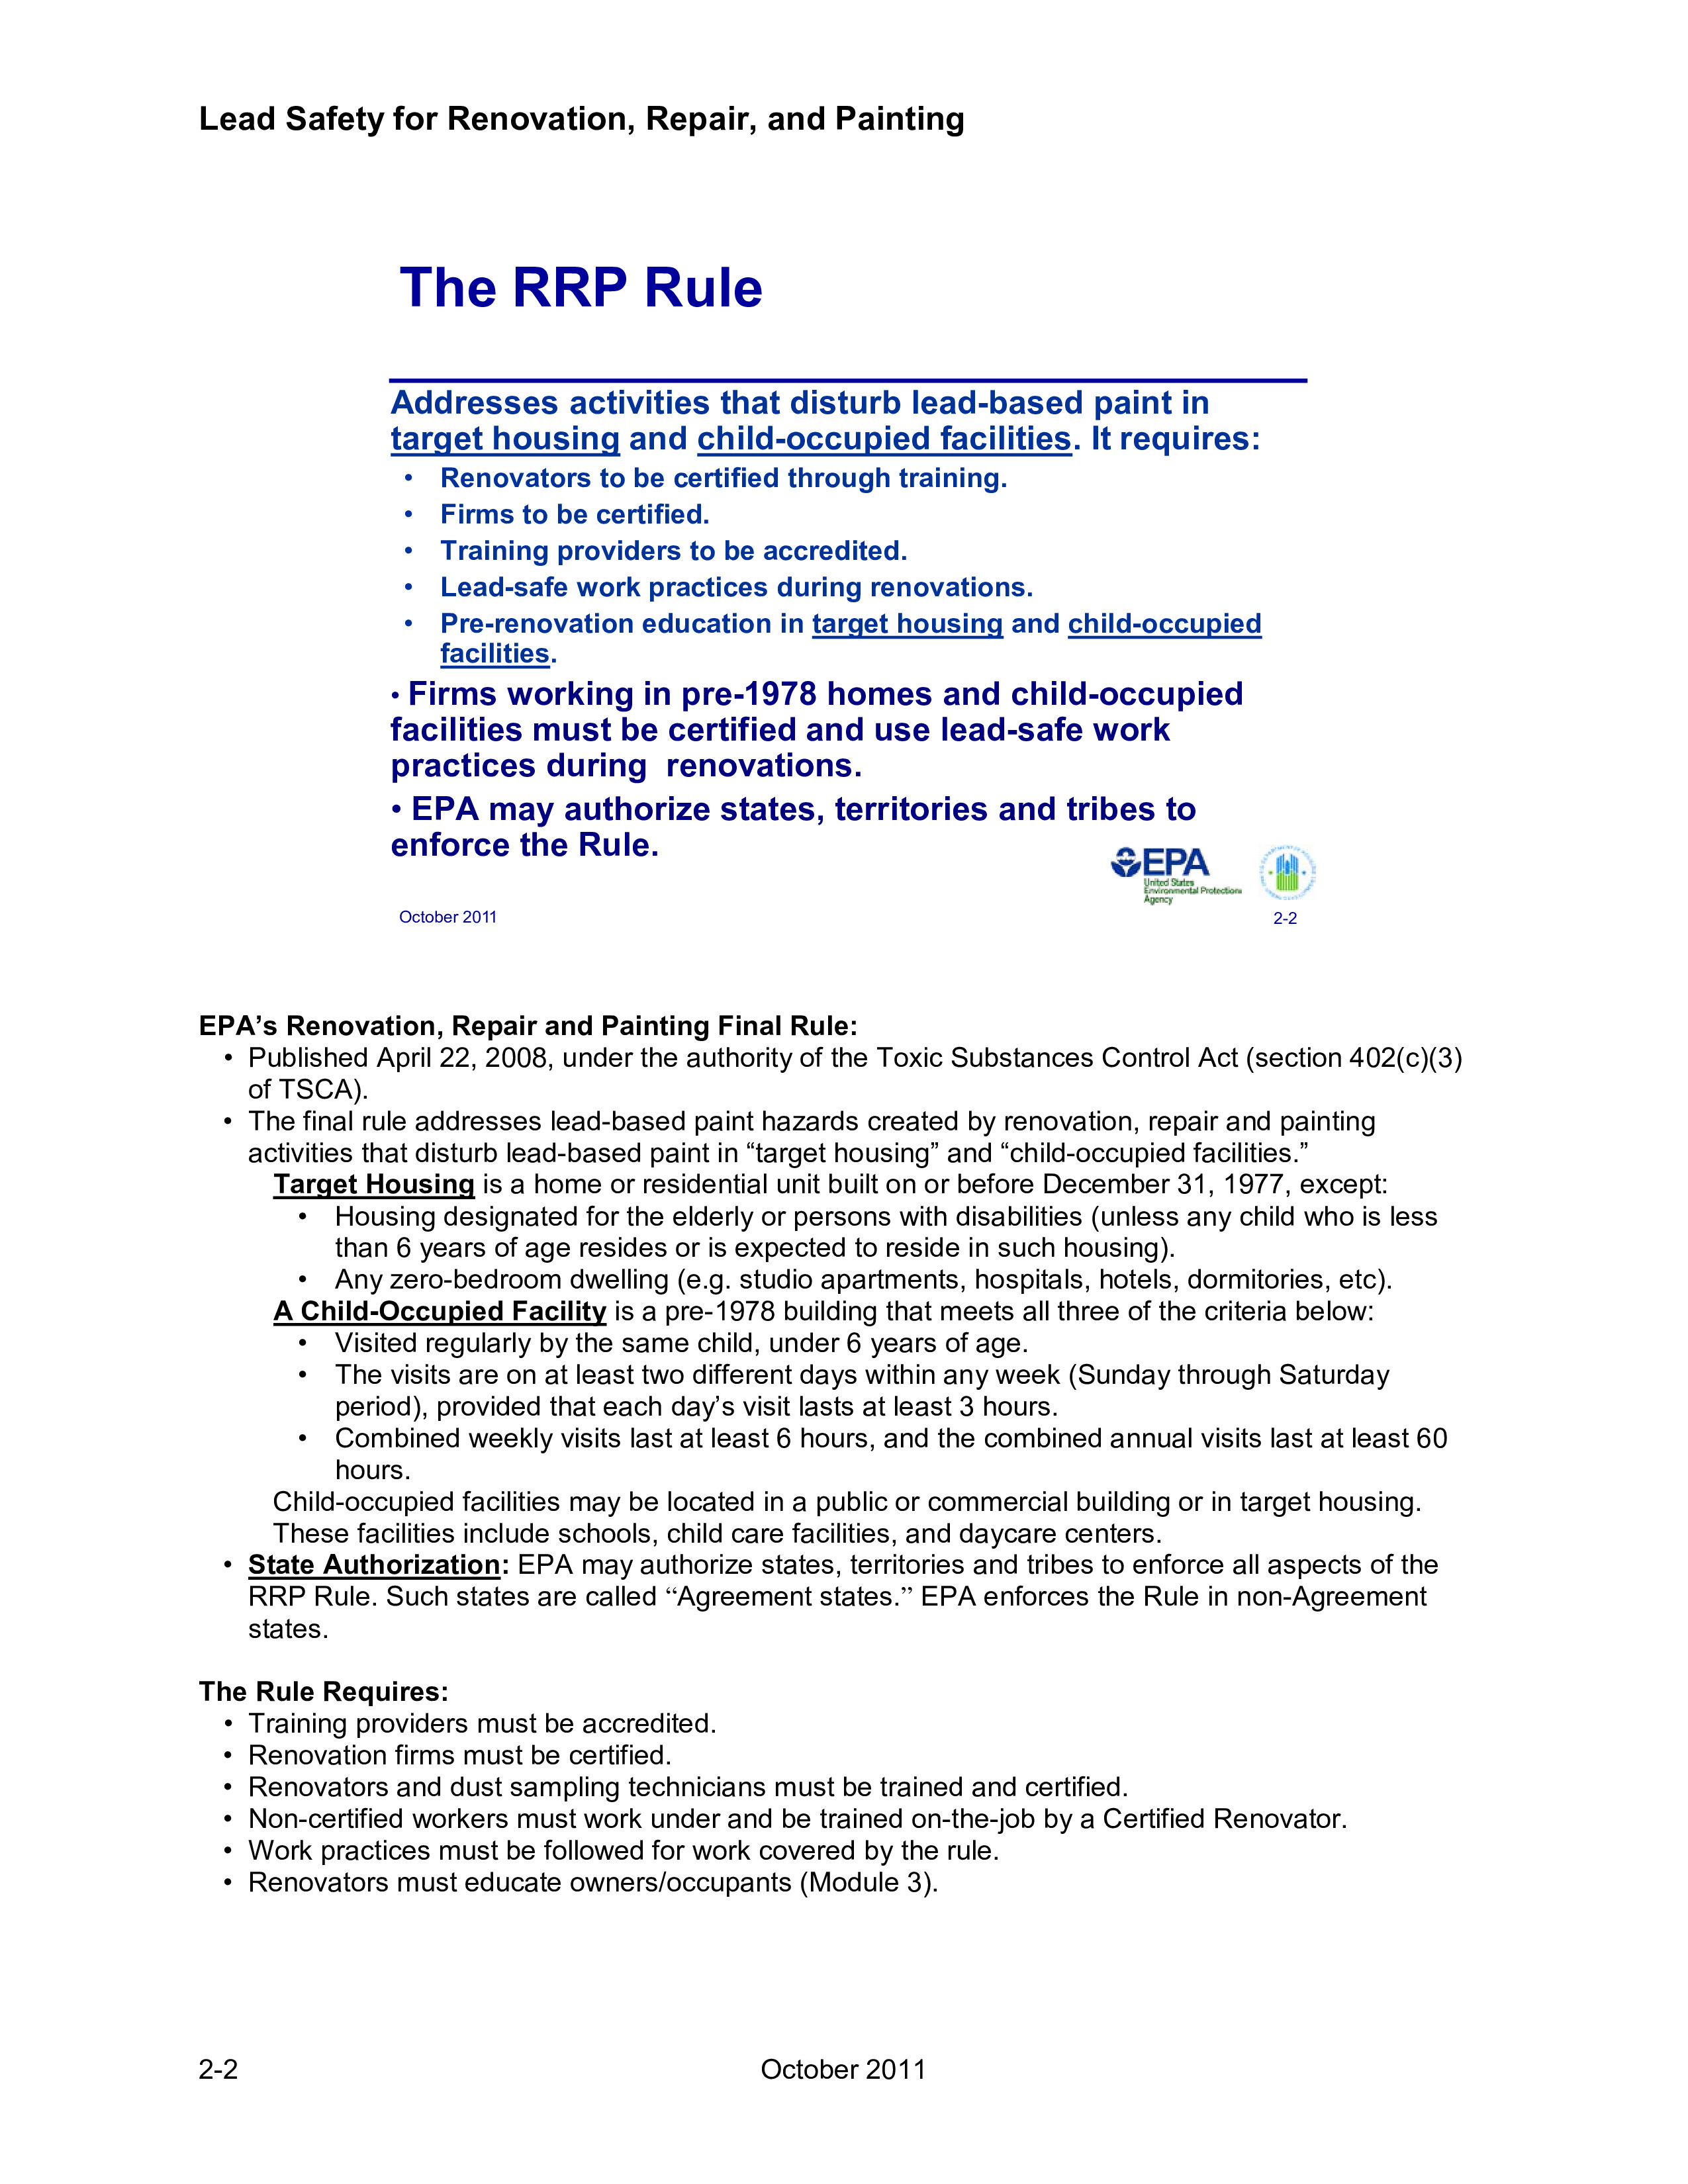 Lead Safety for Renovation, Repair, and Painting
The RRP Rule
Addresses activities that disturb lead-based paint in
target housing and child-occupied facilities. It requires:
• Renovators to be certified through training.
• Firms to be certified.
• Training providers to be accredited.
• Lead-safe work practices during renovations.
• Pre-renovation education in target housing and child-occupied
facilities.
• Firms working in pre-1978 homes and child-occupied
facilities must be certified and use lead-safe work
practices during  renovations.
• EPA may authorize states, territories and tribes to
enforce the Rule.
EPA
United States
Environmental Protection
Agency
October 2011
2-2
EPA’s Renovation, Repair and Painting Final Rule:
• Published April 22, 2008, under the authority of the Toxic Substances Control Act (section 402(c)(3)
of TSCA).
• The final rule addresses lead-based paint hazards created by renovation, repair and painting
activities that disturb lead-based paint in “target housing” and “child-occupied facilities.”
Target Housing is a home or residential unit built on or before December 31, 1977, except:
• Housing designated for the elderly or persons with disabilities (unless any child who is less
than 6 years of age resides or is expected to reside in such housing).
• Any zero-bedroom dwelling (e.g. studio apartments, hospitals, hotels, dormitories, etc).
A Child-Occupied Facility is a pre-1978 building that meets all three of the criteria below:
• Visited regularly by the same child, under 6 years of age.
• The visits are on at least two different days within any week (Sunday through Saturday
period), provided that each day’s visit lasts at least 3 hours.
• Combined weekly visits last at least 6 hours, and the combined annual visits last at least 60
hours.
Child-occupied facilities may be located in a public or commercial building or in target housing.
These facilities include schools, child care facilities, and daycare centers.
• State Authorization: EPA may authorize states, territories and tribes to enforce all aspects of the
RRP Rule. Such states are called “Agreement states.” EPA enforces the Rule in non-Agreement
states.
The Rule Requires:
• Training providers must be accredited.
• Renovation firms must be certified.
• Renovators and dust sampling technicians must be trained and certified.
• Non-certified workers must work under and be trained on-the-job by a Certified Renovator.
• Work practices must be followed for work covered by the rule.
• Renovators must educate owners/occupants (Module 3).
2-2
October 2011